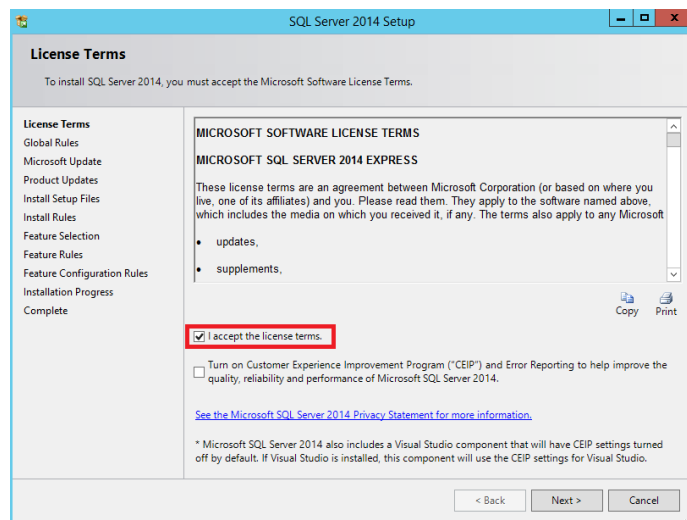 SQL Server 2014 Setup
License Terms
To install SQL Server 2014, you must accept the Microsoft Software License Terms.
License Terms
Global Rules
Microsoft Update
Product Updates
Install Setup Files
Install Rules
Feature Selection
Feature Rules
Feature Configuration Rules
Installation Progress
Complete
MICROSOFT SOFTWARE LICENSE TERMS
MICROSOFT SQL SERVER 2014 EXPRESS
These license terms are an agreement between Microsoft Corporation (or based on where you
live, one of its affiliates) and you. Please read them. They apply to the software named above,
which includes the media on which you received it, if any. The terms also apply to any Microsoft
• updates,
• supplements,
Copy Print
I accept the license terms.
Turn on Customer Experience Improvement Program ("CEIP") and Error Reporting to help improve the
quality, reliability and performance of Microsoft SQL Server 2014.
See the Microsoft SQL Server 2014 Privacy Statement for more information.
* Microsoft SQL Server 2014 also includes a Visual Studio component that will have CEIP settings turned
off by default. If Visual Studio is installed, this component will use the CEIP settings for Visual Studio.
< Back Next > Cancel